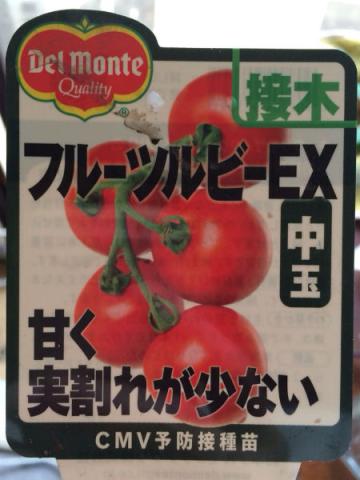 Del Monte
Quality
®
接木
フルーツルビーEX
中玉
甘く
実割れが少ない
CMV予防接種苗